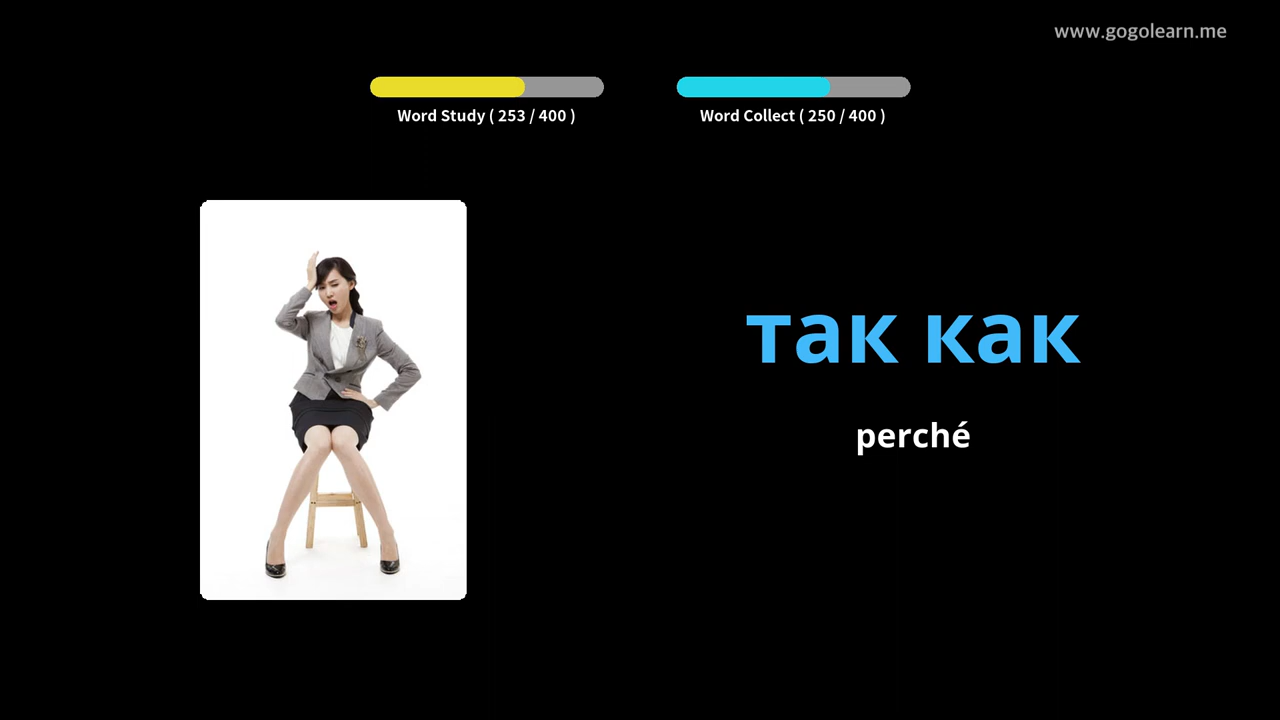 www.gogolearn.me
Word Study ( 253 / 400 )
Word Collect ( 250 / 400 )
так как
perché